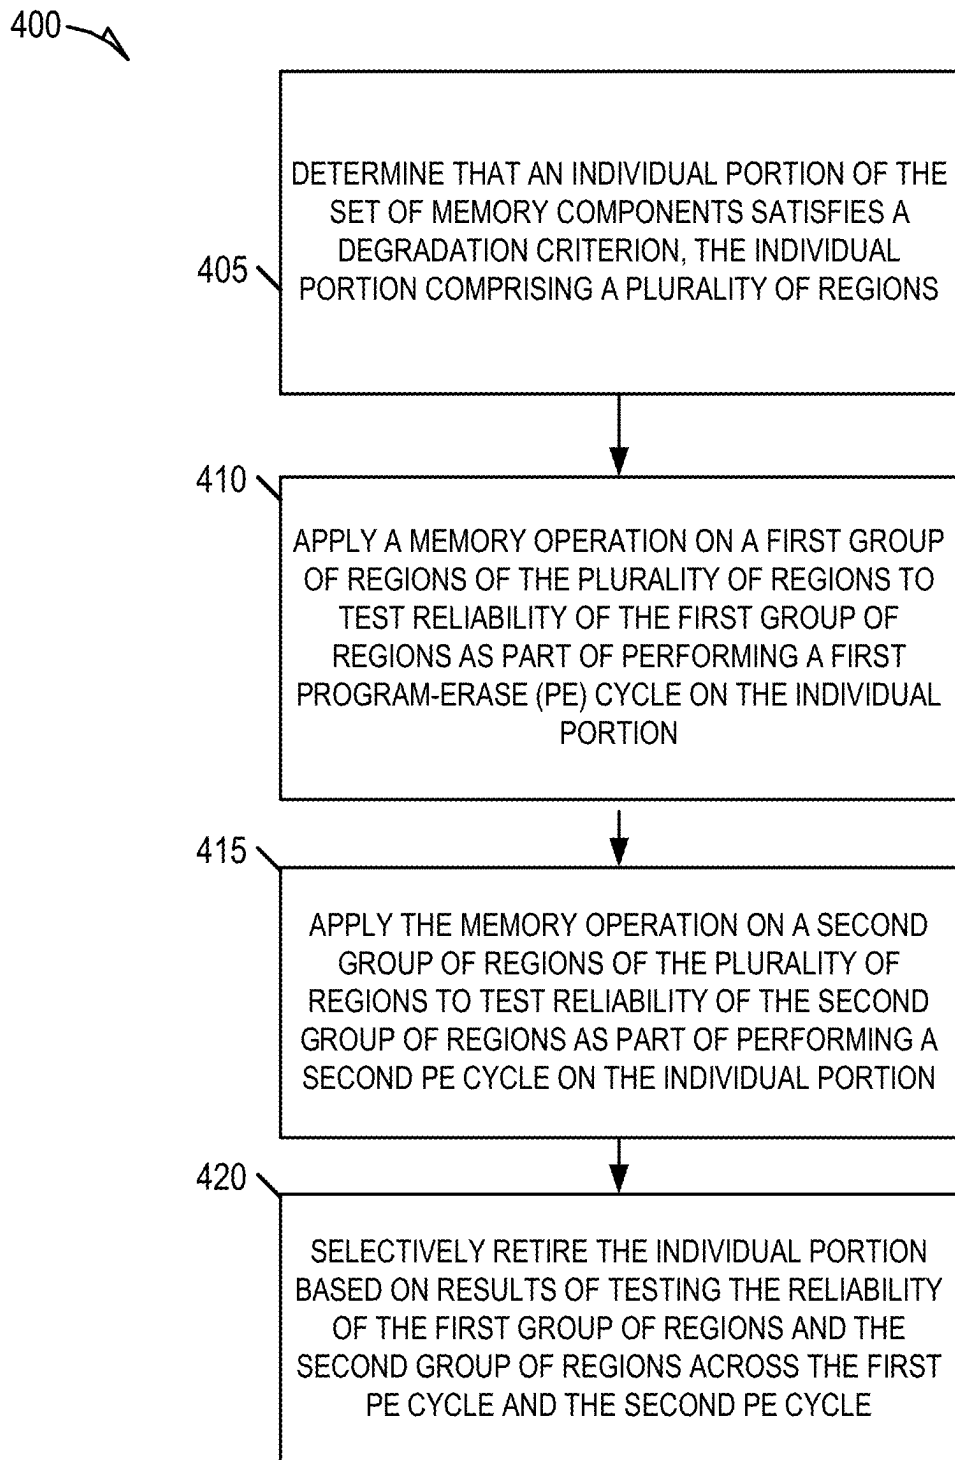 400
DETERMINE THAT AN INDIVIDUAL PORTION OF THE
SET OF MEMORY COMPONENTS SATISFIES A
DEGRADATION CRITERION, THE INDIVIDUAL
PORTION COMPRISING A PLURALITY OF REGIONS
405
410
APPLY A MEMORY OPERATION ON A FIRST GROUP
OF REGIONS OF THE PLURALITY OF REGIONS TO
TEST RELIABILITY OF THE FIRST GROUP OF
REGIONS AS PART OF PERFORMING A FIRST
PROGRAM-ERASE (PE) CYCLE ON THE INDIVIDUAL
PORTION
415
APPLY THE MEMORY OPERATION ON A SECOND
GROUP OF REGIONS OF THE PLURALITY OF
REGIONS TO TEST RELIABILITY OF THE SECOND
GROUP OF REGIONS AS PART OF PERFORMING A
SECOND PE CYCLE ON THE INDIVIDUAL PORTION
420
SELECTIVELY RETIRE THE INDIVIDUAL PORTION
BASED ON RESULTS OF TESTING THE RELIABILITY
OF THE FIRST GROUP OF REGIONS AND THE
SECOND GROUP OF REGIONS ACROSS THE FIRST
PE CYCLE AND THE SECOND PE CYCLE